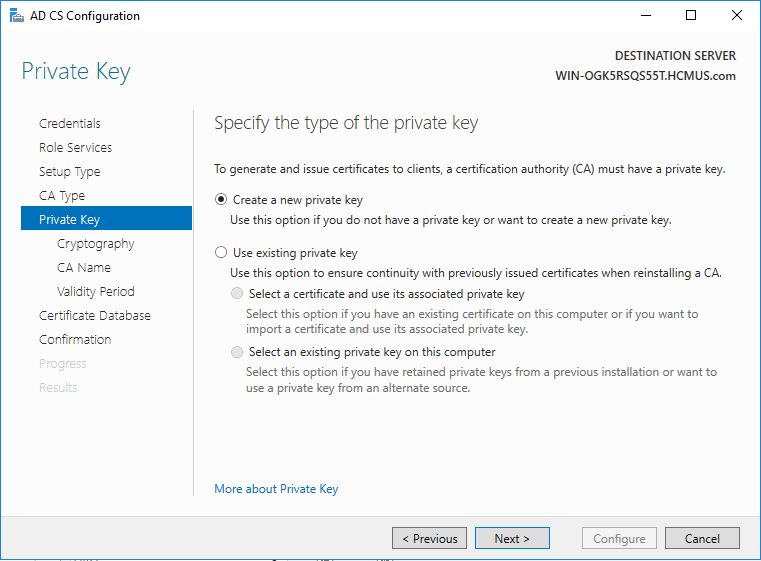 AD CS Configuration
Private Key
DESTINATION SERVER
WIN-OGK5RSQS55T.HCMUS.com
Credentials
Role Services
Setup Type
CA Type
Private Key
Cryptography
CA Name
Validity Period
Certificate Database
Confirmation
Progress
Results
Specify the type of the private key
To generate and issue certificates to clients, a certification authority (CA) must have a private key.
Create a new private key
Use this option if you do not have a private key or want to create a new private key.
Use existing private key
Use this option to ensure continuity with previously issued certificates when reinstalling a CA.
Select a certificate and use its associated private key
Select this option if you have an existing certificate on this computer or if you want to
import a certificate and use its associated private key.
Select an existing private key on this computer
Select this option if you have retained private keys from a previous installation or want to
use a private key from an alternate source.
More about Private Key
< Previous
Next >
Configure
Cancel